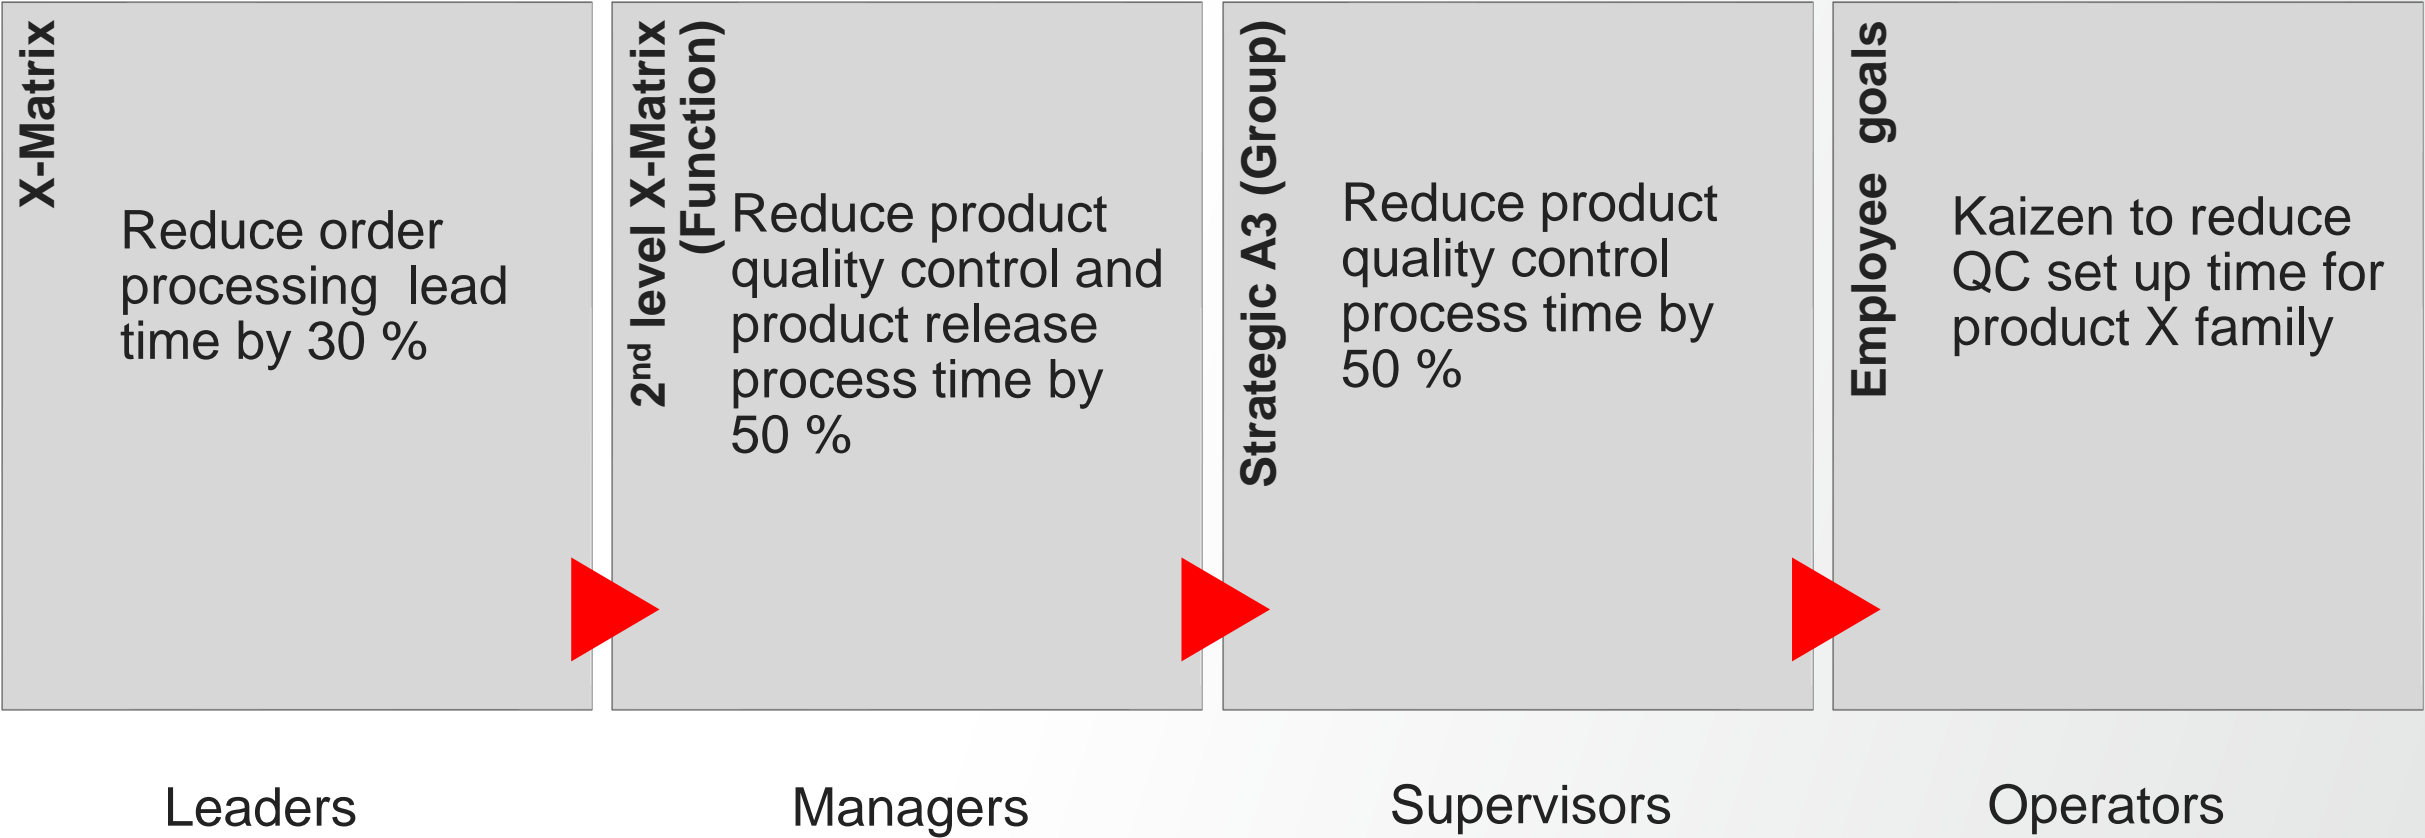 X-Matrix
Reduce order
processing  lead
time by 30 %
2nd level X-Matrix
(Function)
Reduce product
quality control and
product release
process time by
50 %
Strategic A3 (Group)
Reduce product
quality control
process time by
50 %
Employee  goals
Kaizen to reduce
QC set up time for
product X family
Leaders
Managers
Supervisors
Operators